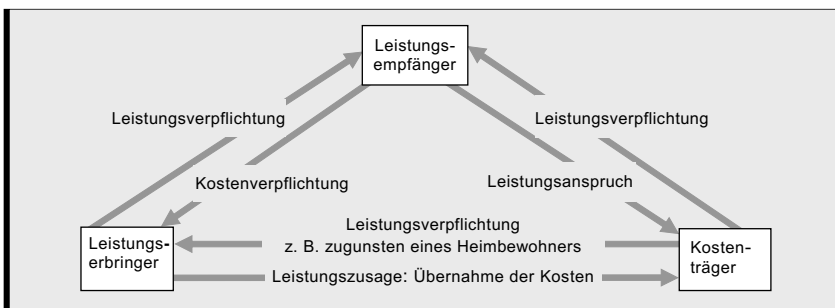 Leistungs-
empfänger
Leistungsverpflichtung
Leistungsverpflichtung
Kostenverpflichtung
Leistungsanspruch
Leistungsverpflichtung
z. B. zugunsten eines Heimbewohners
Leistungs-
erbringer
Kosten-
träger
Leistungszusage: Übernahme der Kosten